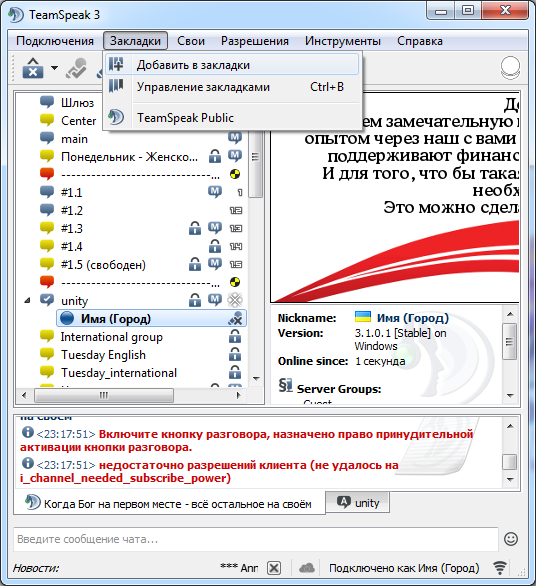 TeamSpeak 3
Подключения Закладки Свои Разрешения Инструменты Справка
Добавить в закладки
Управление закладками Ctrl+B
TeamSpeak Public
Шлюз
Center
main
Понедельник - Женско...
#1.1
#1.2
#1.3
#1.4
#1.5 (свободен)
unity
Имя (Город)
International group
Tuesday English
Tuesday_international
ем замечательную
опытом через наш с вами
поддерживают финанс
И для того, что бы така
необх
Это можно сдел
Nickname: Имя (Город)
Version: 3.1.0.1 [Stable] on
Windows
Online since: 1 секунда
Server Groups:
Guest
на своём
<23:17:51> Включите кнопку разговора, назначено право принудительной
активации кнопки разговора.
<23:17:51> недостаточно разрешений клиента (не удалось на
i_channel_needed_subscribe_power)
Когда Бог на первом месте - всё остальное на своём
unity
Введите сообщение чата...
Новости: *** Anr Подключено как Имя (Город)